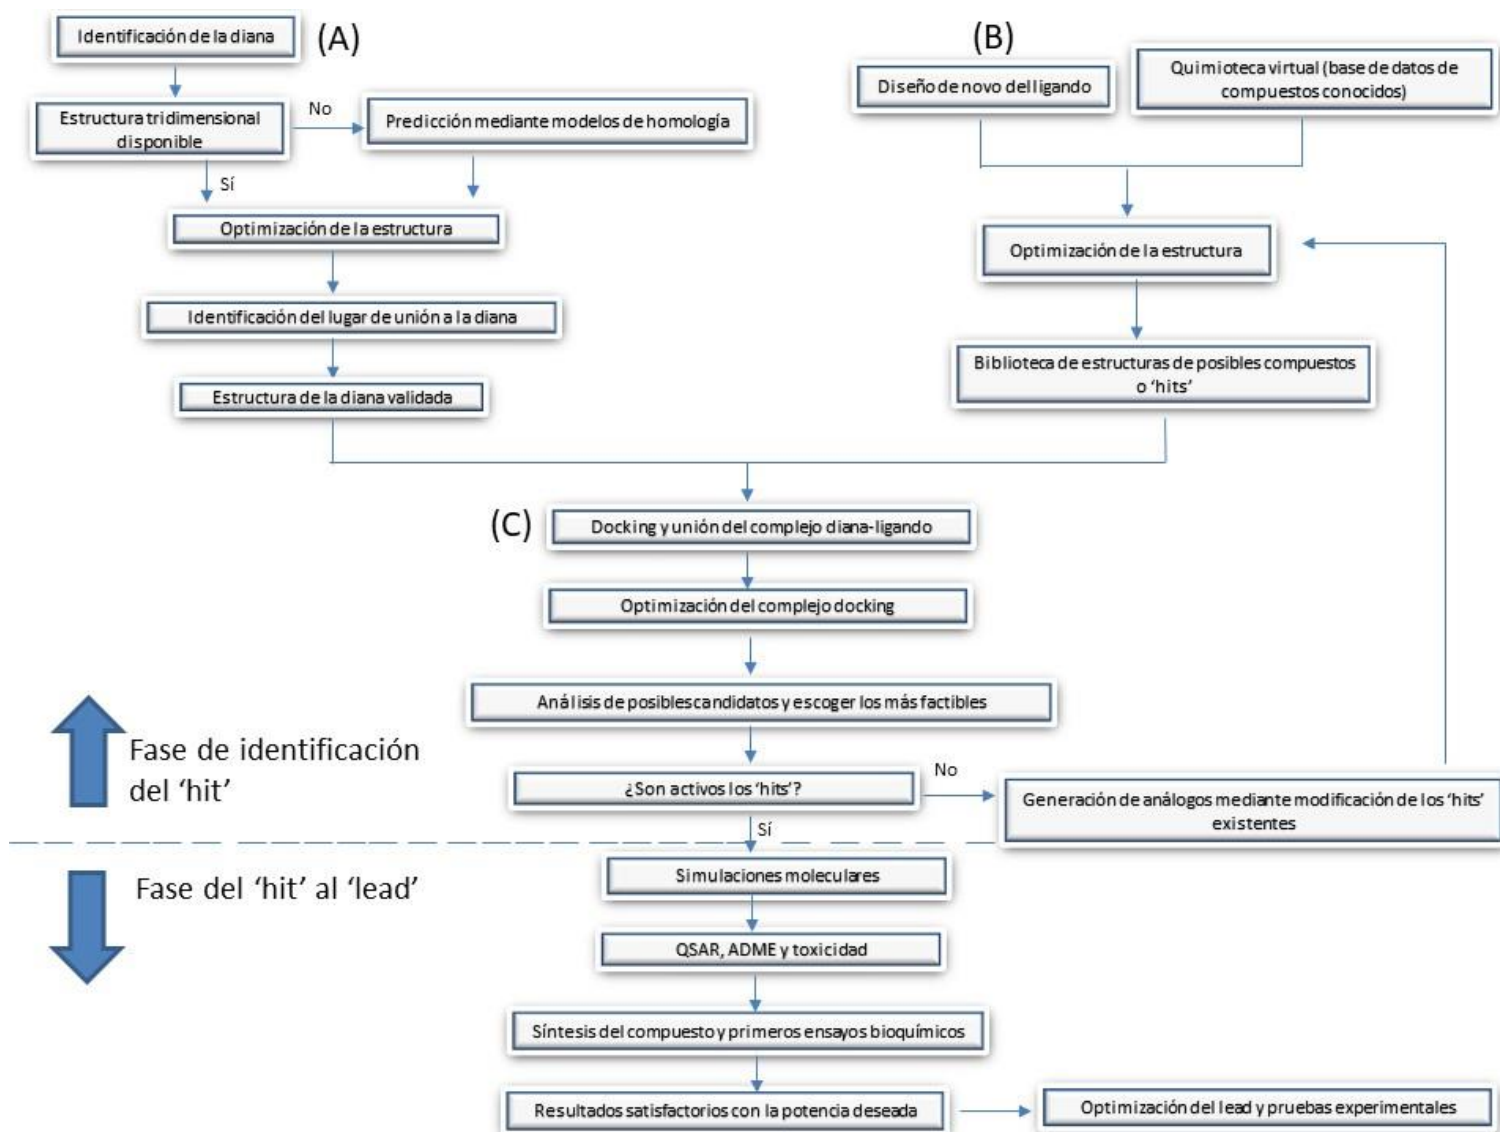 Identificación de la diana
(A)
Estructura tridimensional
disponible
No
Predicción mediante modelos de homología
Sí
Optimización de la estructura
Identificación del lugar de unión a la diana
Estructura de la diana validada
(B)
Diseño de novo del ligando
Quimioteca virtual (base de datos de
compuestos conocidos)
Optimización de la estructura
Biblioteca de estructuras de posibles compuestos
o 'hits'
(C)
Docking y unión del complejo diana-ligando
Optimización del complejo docking
Análisis de posibles candidatos y escoger los más factibles
¿Son activos los 'hits'?
No
Generación de análogos mediante modificación de los 'hits'
existentes
Sí
Fase de identificación
del ‘hit’
Fase del ‘hit’ al ‘lead’
Simulaciones moleculares
QSAR, ADME y toxicidad
Síntesis del compuesto y primeros ensayos bioquímicos
Resultados satisfactorios con la potencia deseada
Optimización del lead y pruebas experimentales